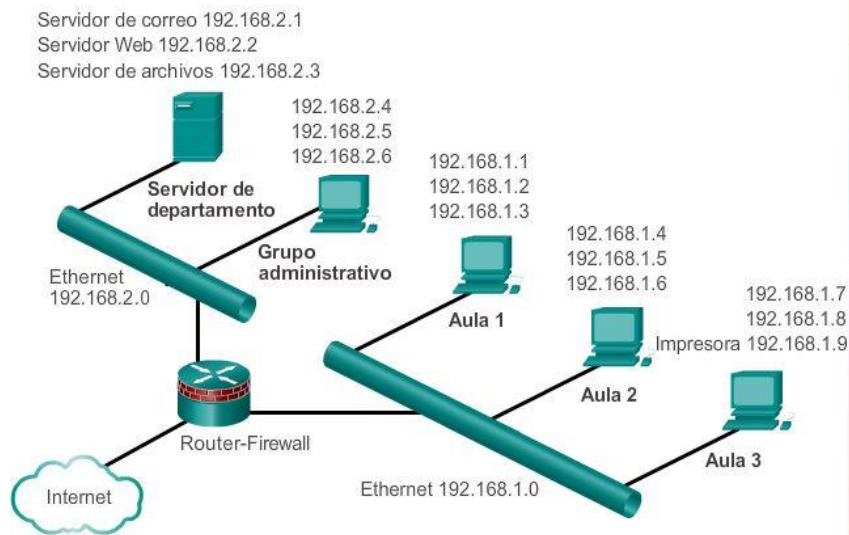 Servidor de correo 192.168.2.1
Servidor Web 192.168.2.2
Servidor de archivos 192.168.2.3
192.168.2.4
192.168.2.5
192.168.2.6
Servidor de
departamento
Grupo
administrativo
Ethernet
192.168.2.0
192.168.1.1
192.168.1.2
192.168.1.3
Aula 1
192.168.1.4
192.168.1.5
192.168.1.6
Aula 2
192.168.1.7
192.168.1.8
Impresora 192.168.1.9
Aula 3
Router-Firewall
Internet
Ethernet 192.168.1.0